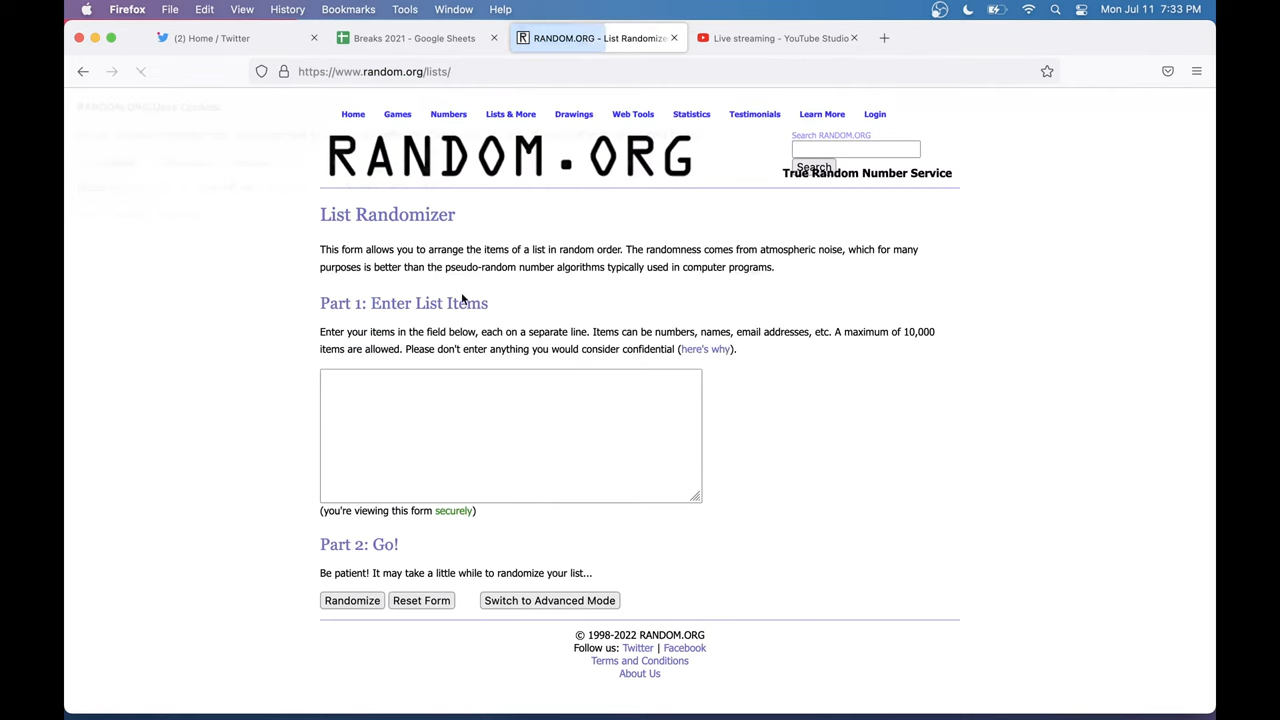 Firefox File Edit View History Bookmarks Tools Window Help Mon Jul 11 7:33 PM
(2) Home / Twitter Breaks 2021 - Google Sheets RANDOM.ORG - List Randomize Live streaming - YouTube Studio
https://www.random.org/lists/
RANDOM.ORG Uses Cookies
Home Games Numbers Lists & More Drawings Web Tools Statistics Testimonials Learn More Login
RANDOM.ORG
Search RANDOM.ORG
Search
True Random Number Service
List Randomizer
This form allows you to arrange the items of a list in random order. The randomness comes from atmospheric noise, which for many
purposes is better than the pseudo-random number algorithms typically used in computer programs.
Part 1: Enter List Items
Enter your items in the field below, each on a separate line. Items can be numbers, names, email addresses, etc. A maximum of 10,000
items are allowed. Please don't enter anything you would consider confidential (here's why).
(you're viewing this form securely)
Part 2: Go!
Be patient! It may take a little while to randomize your list...
Randomize Reset Form Switch to Advanced Mode
© 1998-2022 RANDOM.ORG
Follow us: Twitter | Facebook
Terms and Conditions
About Us